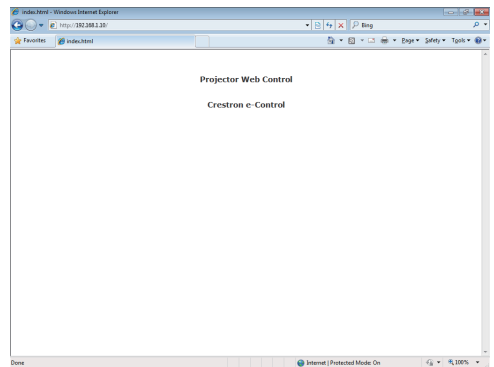 index.html - Windows Internet Explorer
http://192.168.1.10/
Bing
Favorites
index.html
Page
Safety
Tools
Projector Web Control
Crestron e-Control
Done
Internet | Protected Mode: On
100%